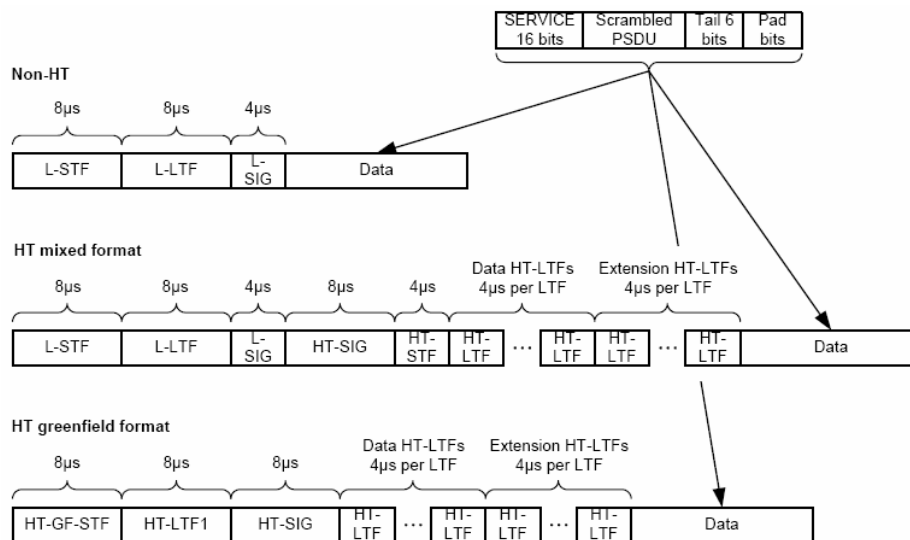 SERVICE 16 bits Scrambled PSDU Tail 6 bits Pad bits
Non-HT
8µs 8µs 4µs
L-STF L-LTF L-SIG Data
HT mixed format
Data HT-LTFs 4µs per LTF Extension HT-LTFs 4µs per LTF
8µs 8µs 4µs 8µs 4µs
L-STF L-LTF L-SIG HT-SIG HT-STF HT-LTF ... HT-LTF HT-LTF ... HT-LTF Data
HT greenfield format
Data HT-LTFs 4µs per LTF Extension HT-LTFs 4µs per LTF
8µs 8µs 8µs
HT-GF-STF HT-LTF1 HT-SIG HT-LTF ... HT-LTF HT-LTF ... HT-LTF Data